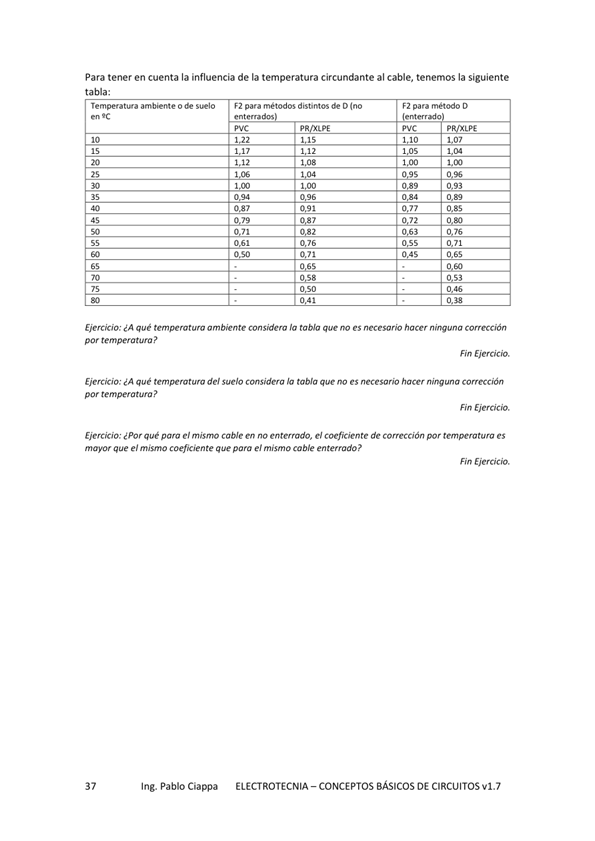 Para tener en cuenta la influencia de la temperatura circundante al cable, tenemos la siguiente
tabla:
Temperatura ambiente o de suelo en ºC F2 para métodos distintos de D (no enterrados) F2 para método D (enterrado)
PVC PR/XLPE PVC PR/XLPE
10 1,22 1,15 1,10 1,07
15 1,17 1,12 1,05 1,04
20 1,12 1,08 1,00 1,00
25 1,06 1,04 0,95 0,96
30 1,00 1,00 0,89 0,93
35 0,94 0,96 0,84 0,89
40 0,87 0,91 0,77 0,85
45 0,79 0,87 0,72 0,80
50 0,71 0,82 0,63 0,76
55 0,61 0,76 0,55 0,71
60 0,50 0,71 0,45 0,65
65 - 0,65 - 0,60
70 - 0,58 - 0,53
75 - 0,50 - 0,46
80 - 0,41 - 0,38
Ejercicio: ¿A qué temperatura ambiente considera la tabla que no es necesario hacer ninguna corrección
por temperatura?
Fin Ejercicio.
Ejercicio: ¿A qué temperatura del suelo considera la tabla que no es necesario hacer ninguna corrección
por temperatura?
Fin Ejercicio.
Ejercicio: ¿Por qué para el mismo cable en no enterrado, el coeficiente de corrección por temperatura es
mayor que el mismo coeficiente que para el mismo cable enterrado?
Fin Ejercicio.
37 Ing. Pablo Ciappa ELECTROTECNIA – CONCEPTOS BÁSICOS DE CIRCUITOS v1.7